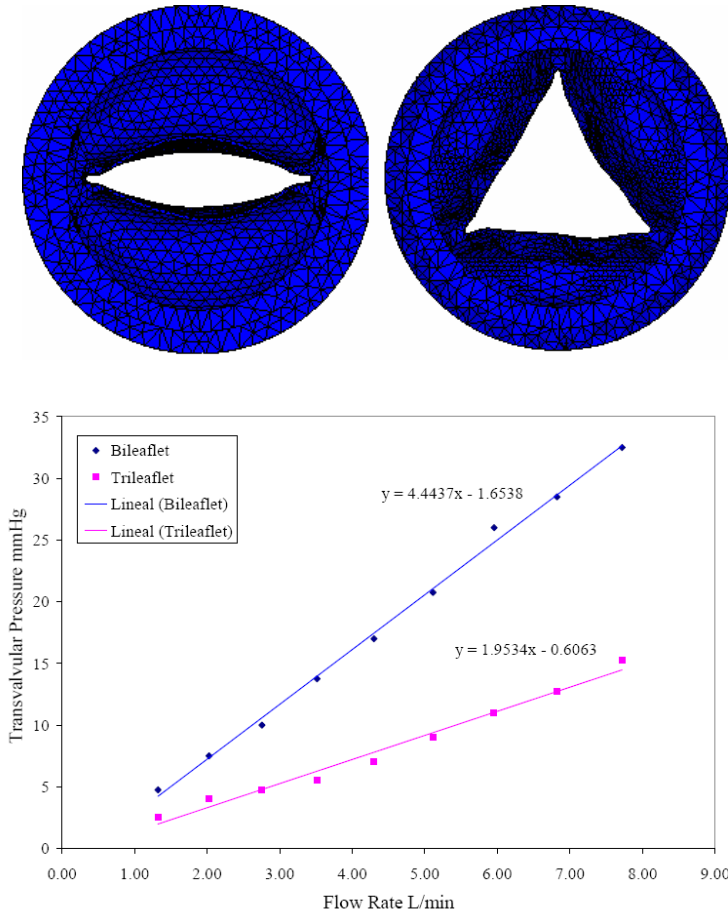 35
30
25
20
15
10
5
0
Transvalvular Pressure mmHg
Bileaflet
Trileaflet
Lineal (Bileaflet)
Lineal (Trileaflet)
y = 4.4437x - 1.6538
y = 1.9534x - 0.6063
0.00 1.00 2.00 3.00 4.00 5.00 6.00 7.00 8.00 9.00
Flow Rate L/min